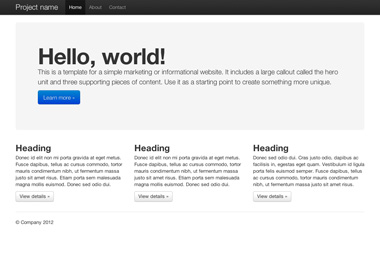 Project name Home About Contact
Hello, world!
This is a template for a simple marketing or informational website. It includes a large callout called the hero
unit and three supporting pieces of content. Use it as a starting point to create something more unique.
Learn more »
Heading
Donec id elit non mi porta gravida at eget metus.
Fusce dapibus, tellus ac cursus commodo, tortor
mauris condimentum nibh, ut fermentum massa
justo sit amet risus. Etiam porta sem malesuada
magna mollis euismod. Donec sed odio dui.
View details »
Heading
Donec id elit non mi porta gravida at eget metus.
Fusce dapibus, tellus ac cursus commodo, tortor
mauris condimentum nibh, ut fermentum massa
justo sit amet risus. Etiam porta sem malesuada
magna mollis euismod. Donec sed odio dui.
View details »
Heading
Donec sed odio dui. Cras justo odio, dapibus ac
facilisis in, egestas eget quam. Vestibulum id ligula
porta felis euismod semper. Fusce dapibus, tellus
ac cursus commodo, tortor mauris condimentum
nibh, ut fermentum massa justo sit amet risus.
View details »
© Company 2012